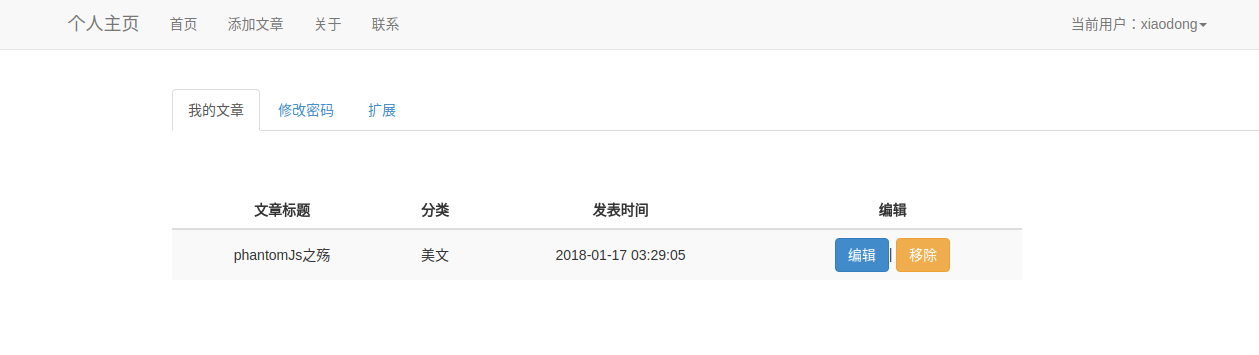 个人主页 首页 添加文章 关于 联系 当前用户：xiaodong
我的文章 修改密码 扩展
文章标题 分类 发表时间 编辑
phantomJs之殇 美文 2018-01-17 03:29:05 编辑 | 移除